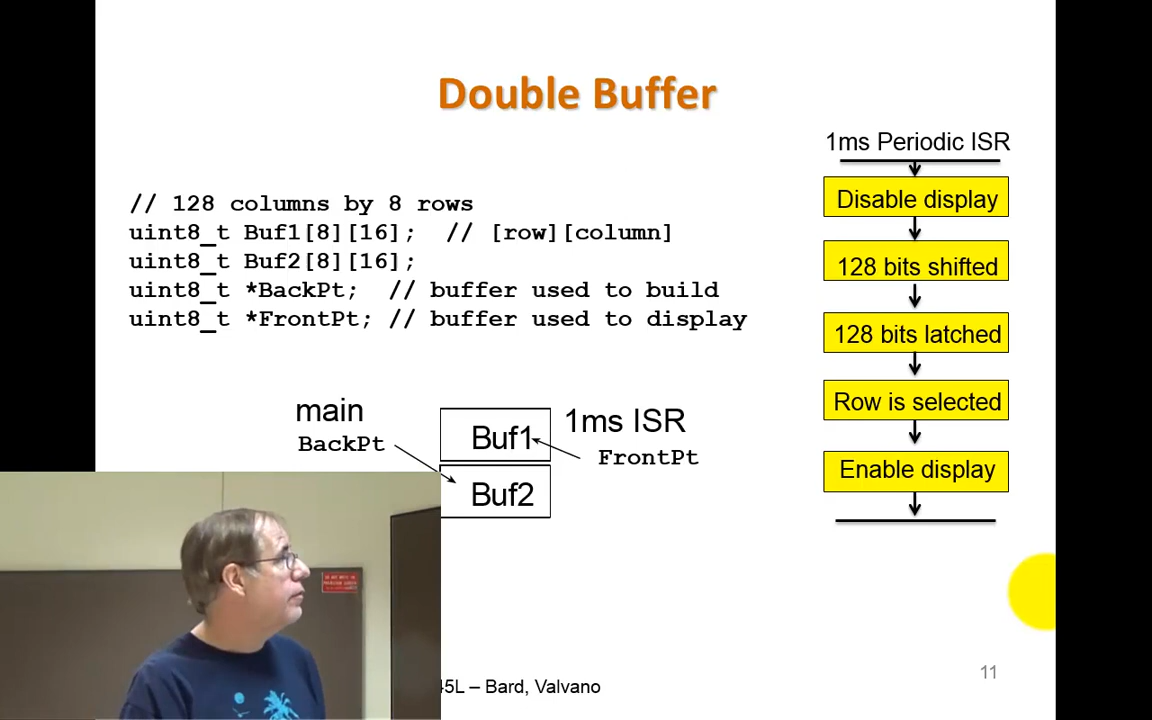 Double Buffer
// 128 columns by 8 rows
uint8_t Buf1[8][16];  // [row][column]
uint8_t Buf2[8][16];
uint8_t *BackPt;  // buffer used to build
uint8_t *FrontPt; // buffer used to display
main
BackPt
Buf1
Buf2
1ms ISR
FrontPt
1ms Periodic ISR
Disable display
128 bits shifted
128 bits latched
Row is selected
Enable display
45L – Bard, Valvano
11